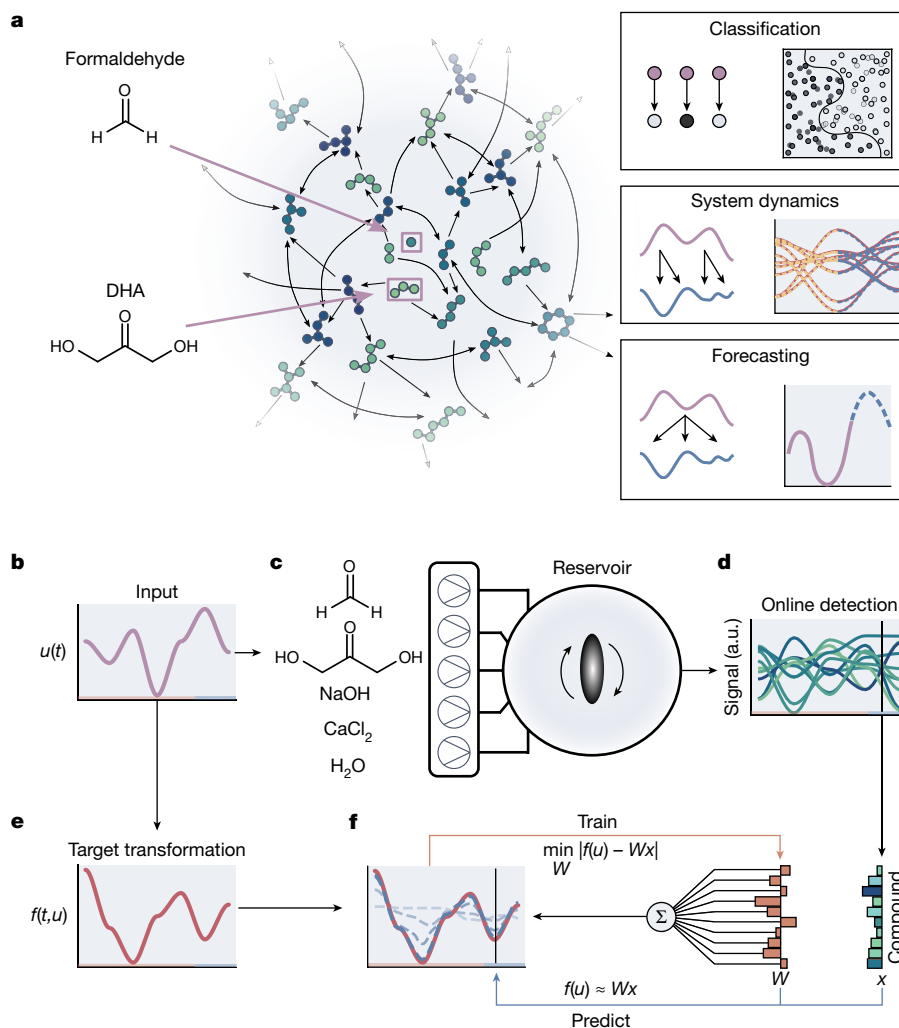 a
Formaldehyde
O
H H
DHA
O
HO OH
Classification
System dynamics
Forecasting
b
Input
u(t)
c
O
H H
O
HO OH
NaOH
CaCl₂
H₂O
Reservoir
d
Online detection
Signal (a.u.)
e
Target transformation
f(t,u)
f
Train
min |f(u) – Wx|
W
Σ
W
x
Compound
f(u) ≈ Wx
Predict